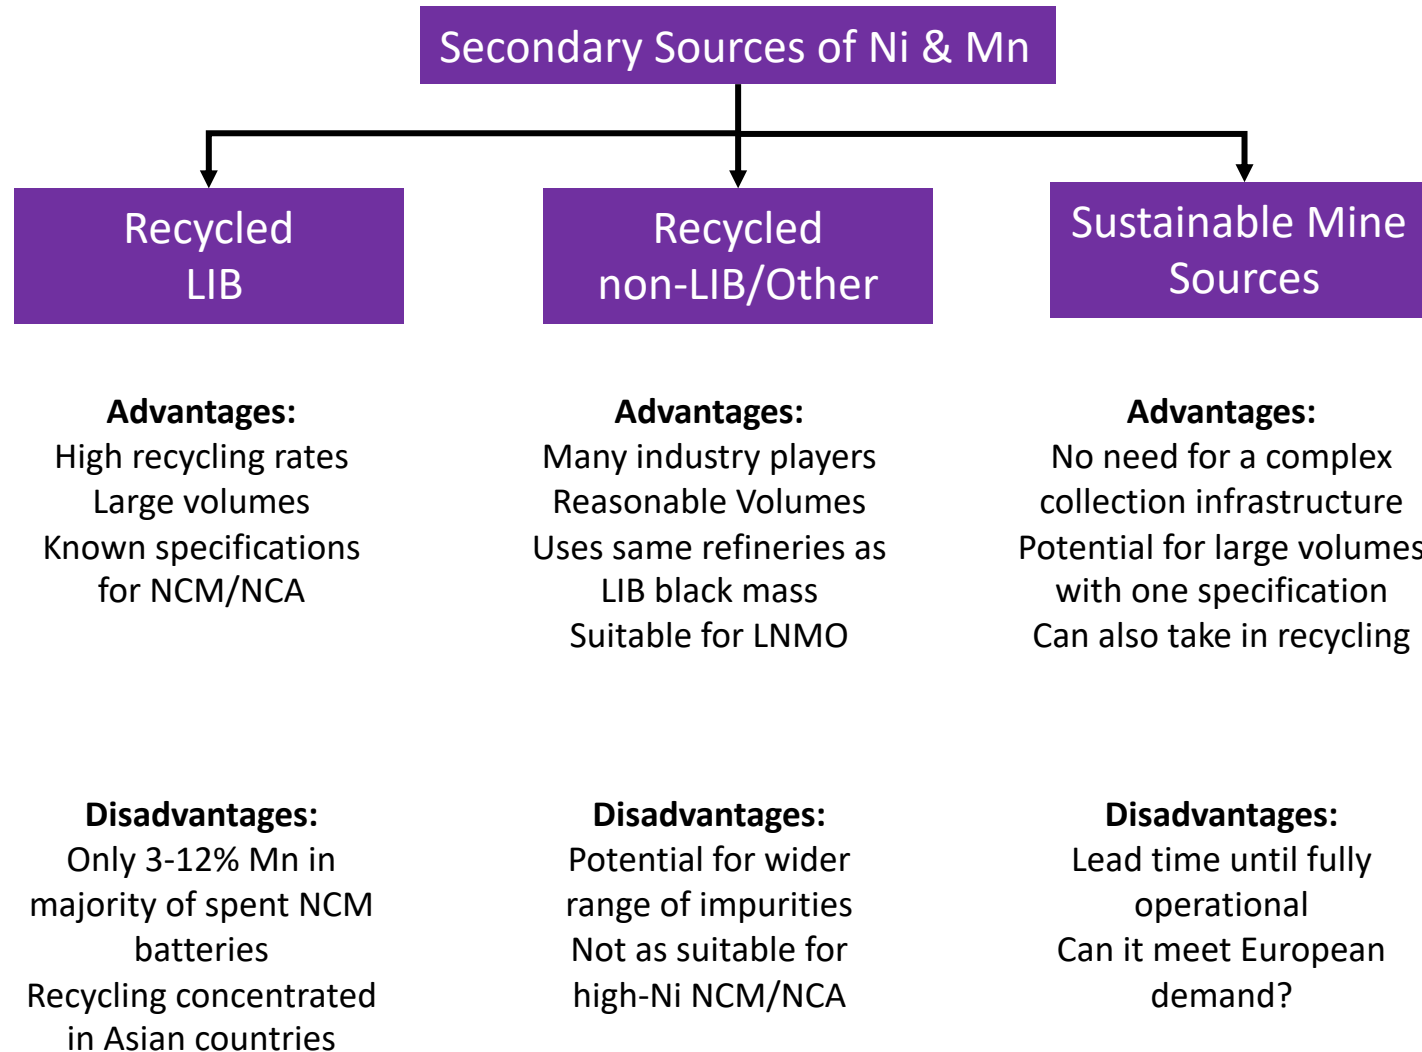 Secondary Sources of Ni & Mn
Recycled
LIB
Advantages:
High recycling rates
Large volumes
Known specifications
for NCM/NCA
Disadvantages:
Only 3-12% Mn in
majority of spent NCM
batteries
Recycling concentrated
in Asian countries
Recycled
non-LIB/Other
Advantages:
Many industry players
Reasonable Volumes
Uses same refineries as
LIB black mass
Suitable for LNMO
Disadvantages:
Potential for wider
range of impurities
Not as suitable for
high-Ni NCM/NCA
Sustainable Mine
Sources
Advantages:
No need for a complex
collection infrastructure
Potential for large volumes
with one specification
Can also take in recycling
Disadvantages:
Lead time until fully
operational
Can it meet European
demand?